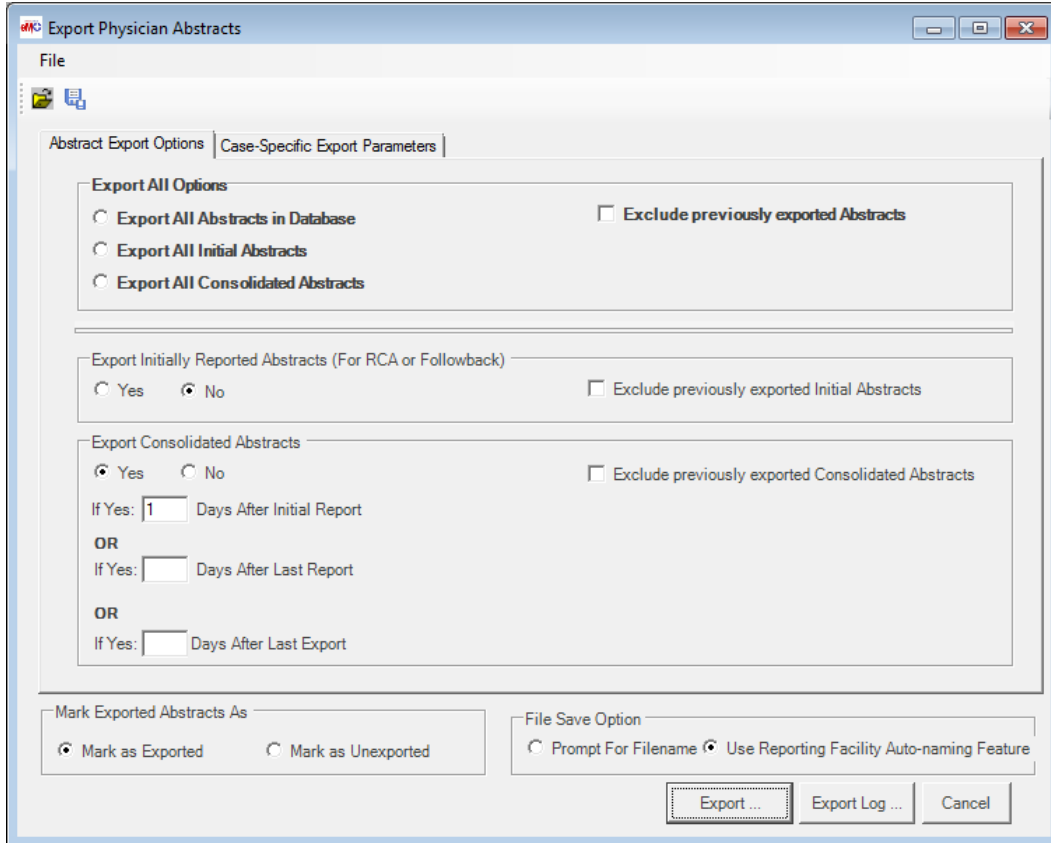 eMC Export Physician Abstracts
File
Abstract Export Options Case-Specific Export Parameters
Export All Options
Export All Abstracts in Database Exclude previously exported Abstracts
Export All Initial Abstracts
Export All Consolidated Abstracts
Export Initially Reported Abstracts (For RCA or Followback)
Yes No Exclude previously exported Initial Abstracts
Export Consolidated Abstracts
Yes No Exclude previously exported Consolidated Abstracts
If Yes: 1 Days After Initial Report
OR
If Yes: Days After Last Report
OR
If Yes: Days After Last Export
Mark Exported Abstracts As File Save Option
Mark as Exported Mark as Unexported Prompt For Filename Use Reporting Facility Auto-naming Feature
Export ... Export Log ... Cancel